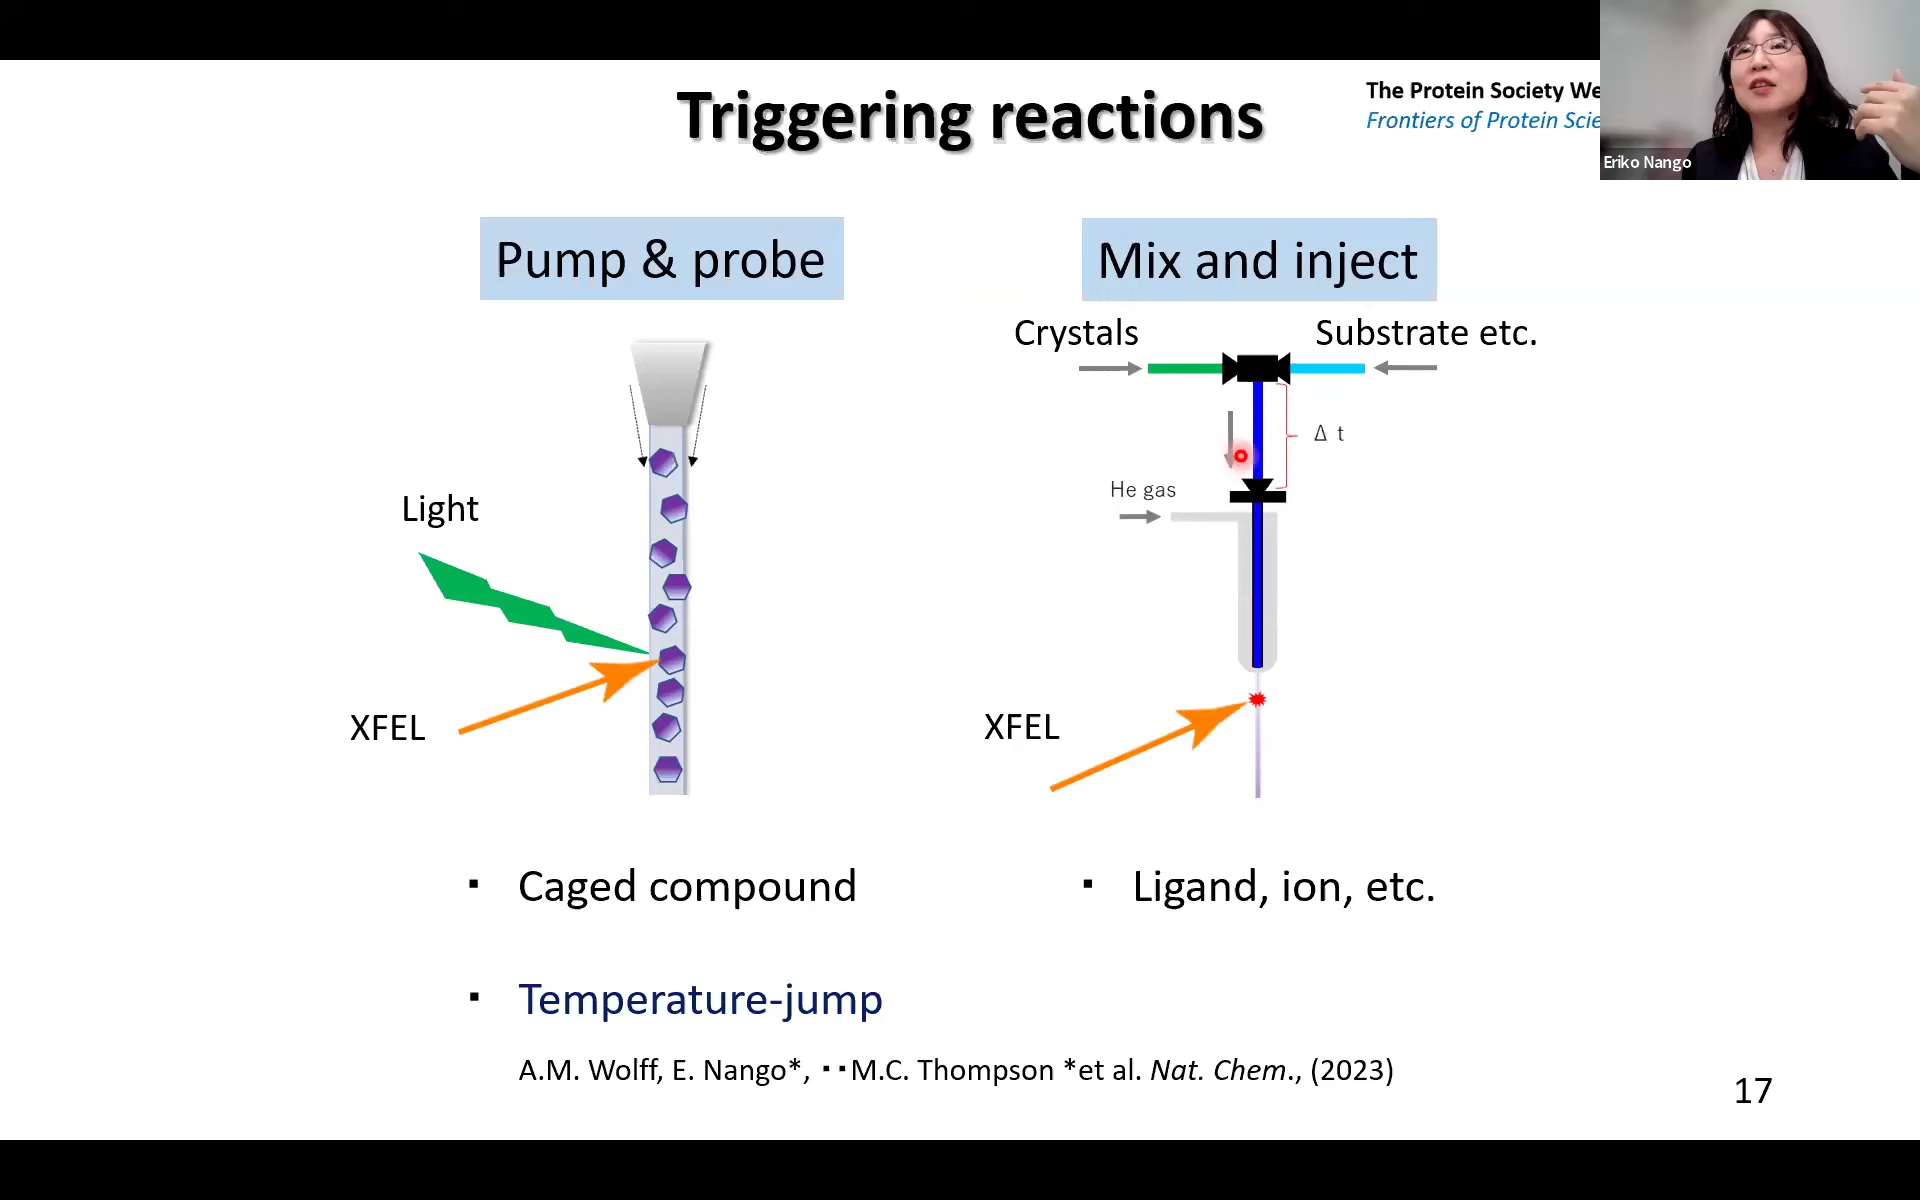 Triggering reactions
The Protein Society We
Frontiers of Protein Scie
Eriko Nango
Pump & probe
Mix and inject
Crystals
Substrate etc.
Δ t
He gas
Light
XFEL
XFEL
▪ Caged compound
▪ Ligand, ion, etc.
▪ Temperature-jump
A.M. Wolff, E. Nango*, ··M.C. Thompson *et al. Nat. Chem., (2023)
17